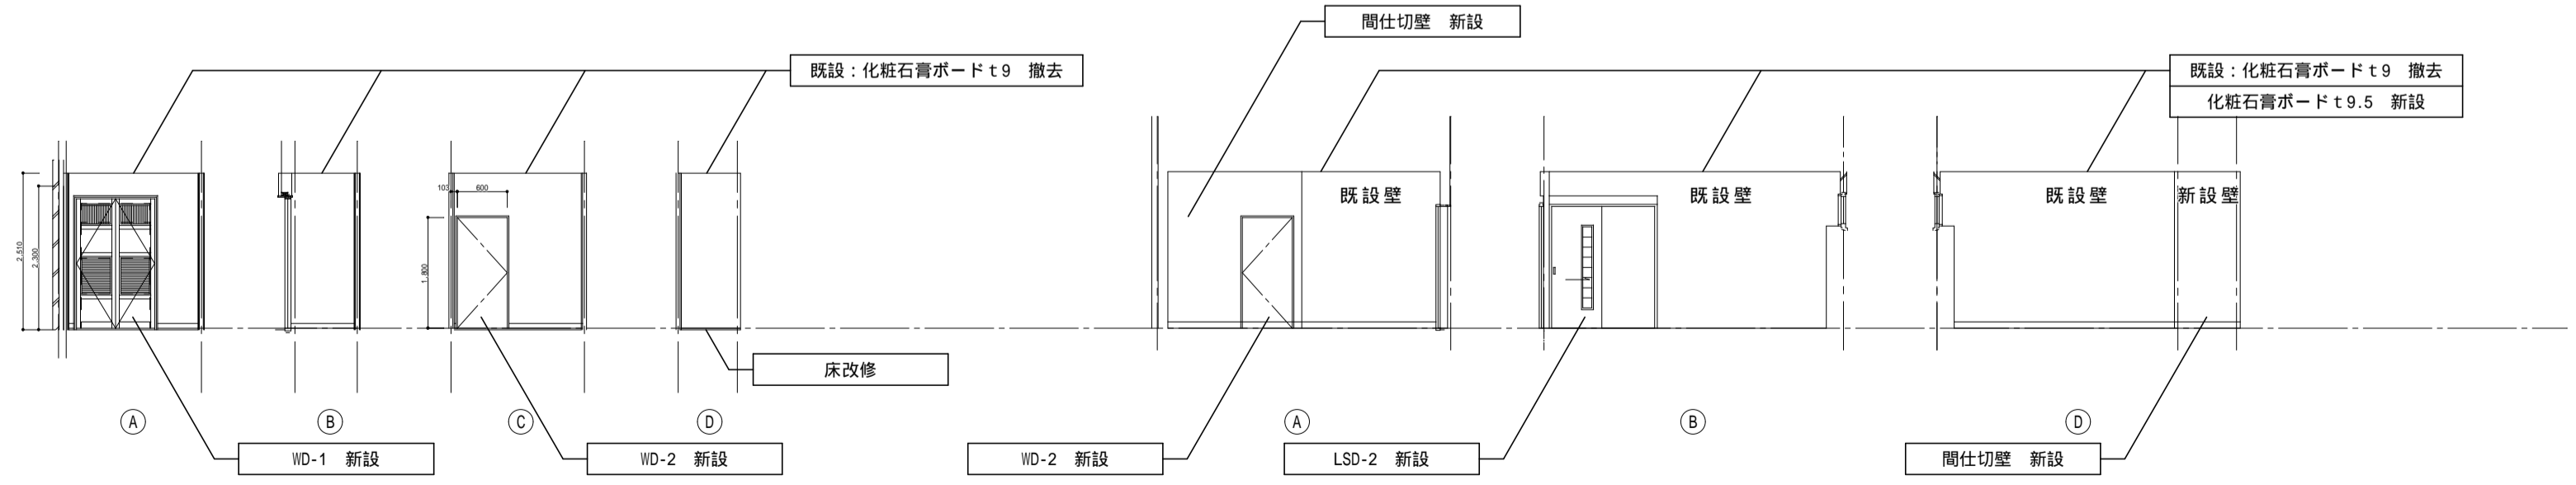 間仕切壁　新設
既設：化粧石膏ボードｔ9　撤去
既設：化粧石膏ボードｔ9　撤去
化粧石膏ボードｔ9.5　新設
103
600
既設壁
既設壁
既設壁
新設壁
2,510
2,300
1,800
床改修
A
B
C
D
A
B
D
WD-1　新設
WD-2　新設
WD-2　新設
LSD-2　新設
間仕切壁　新設